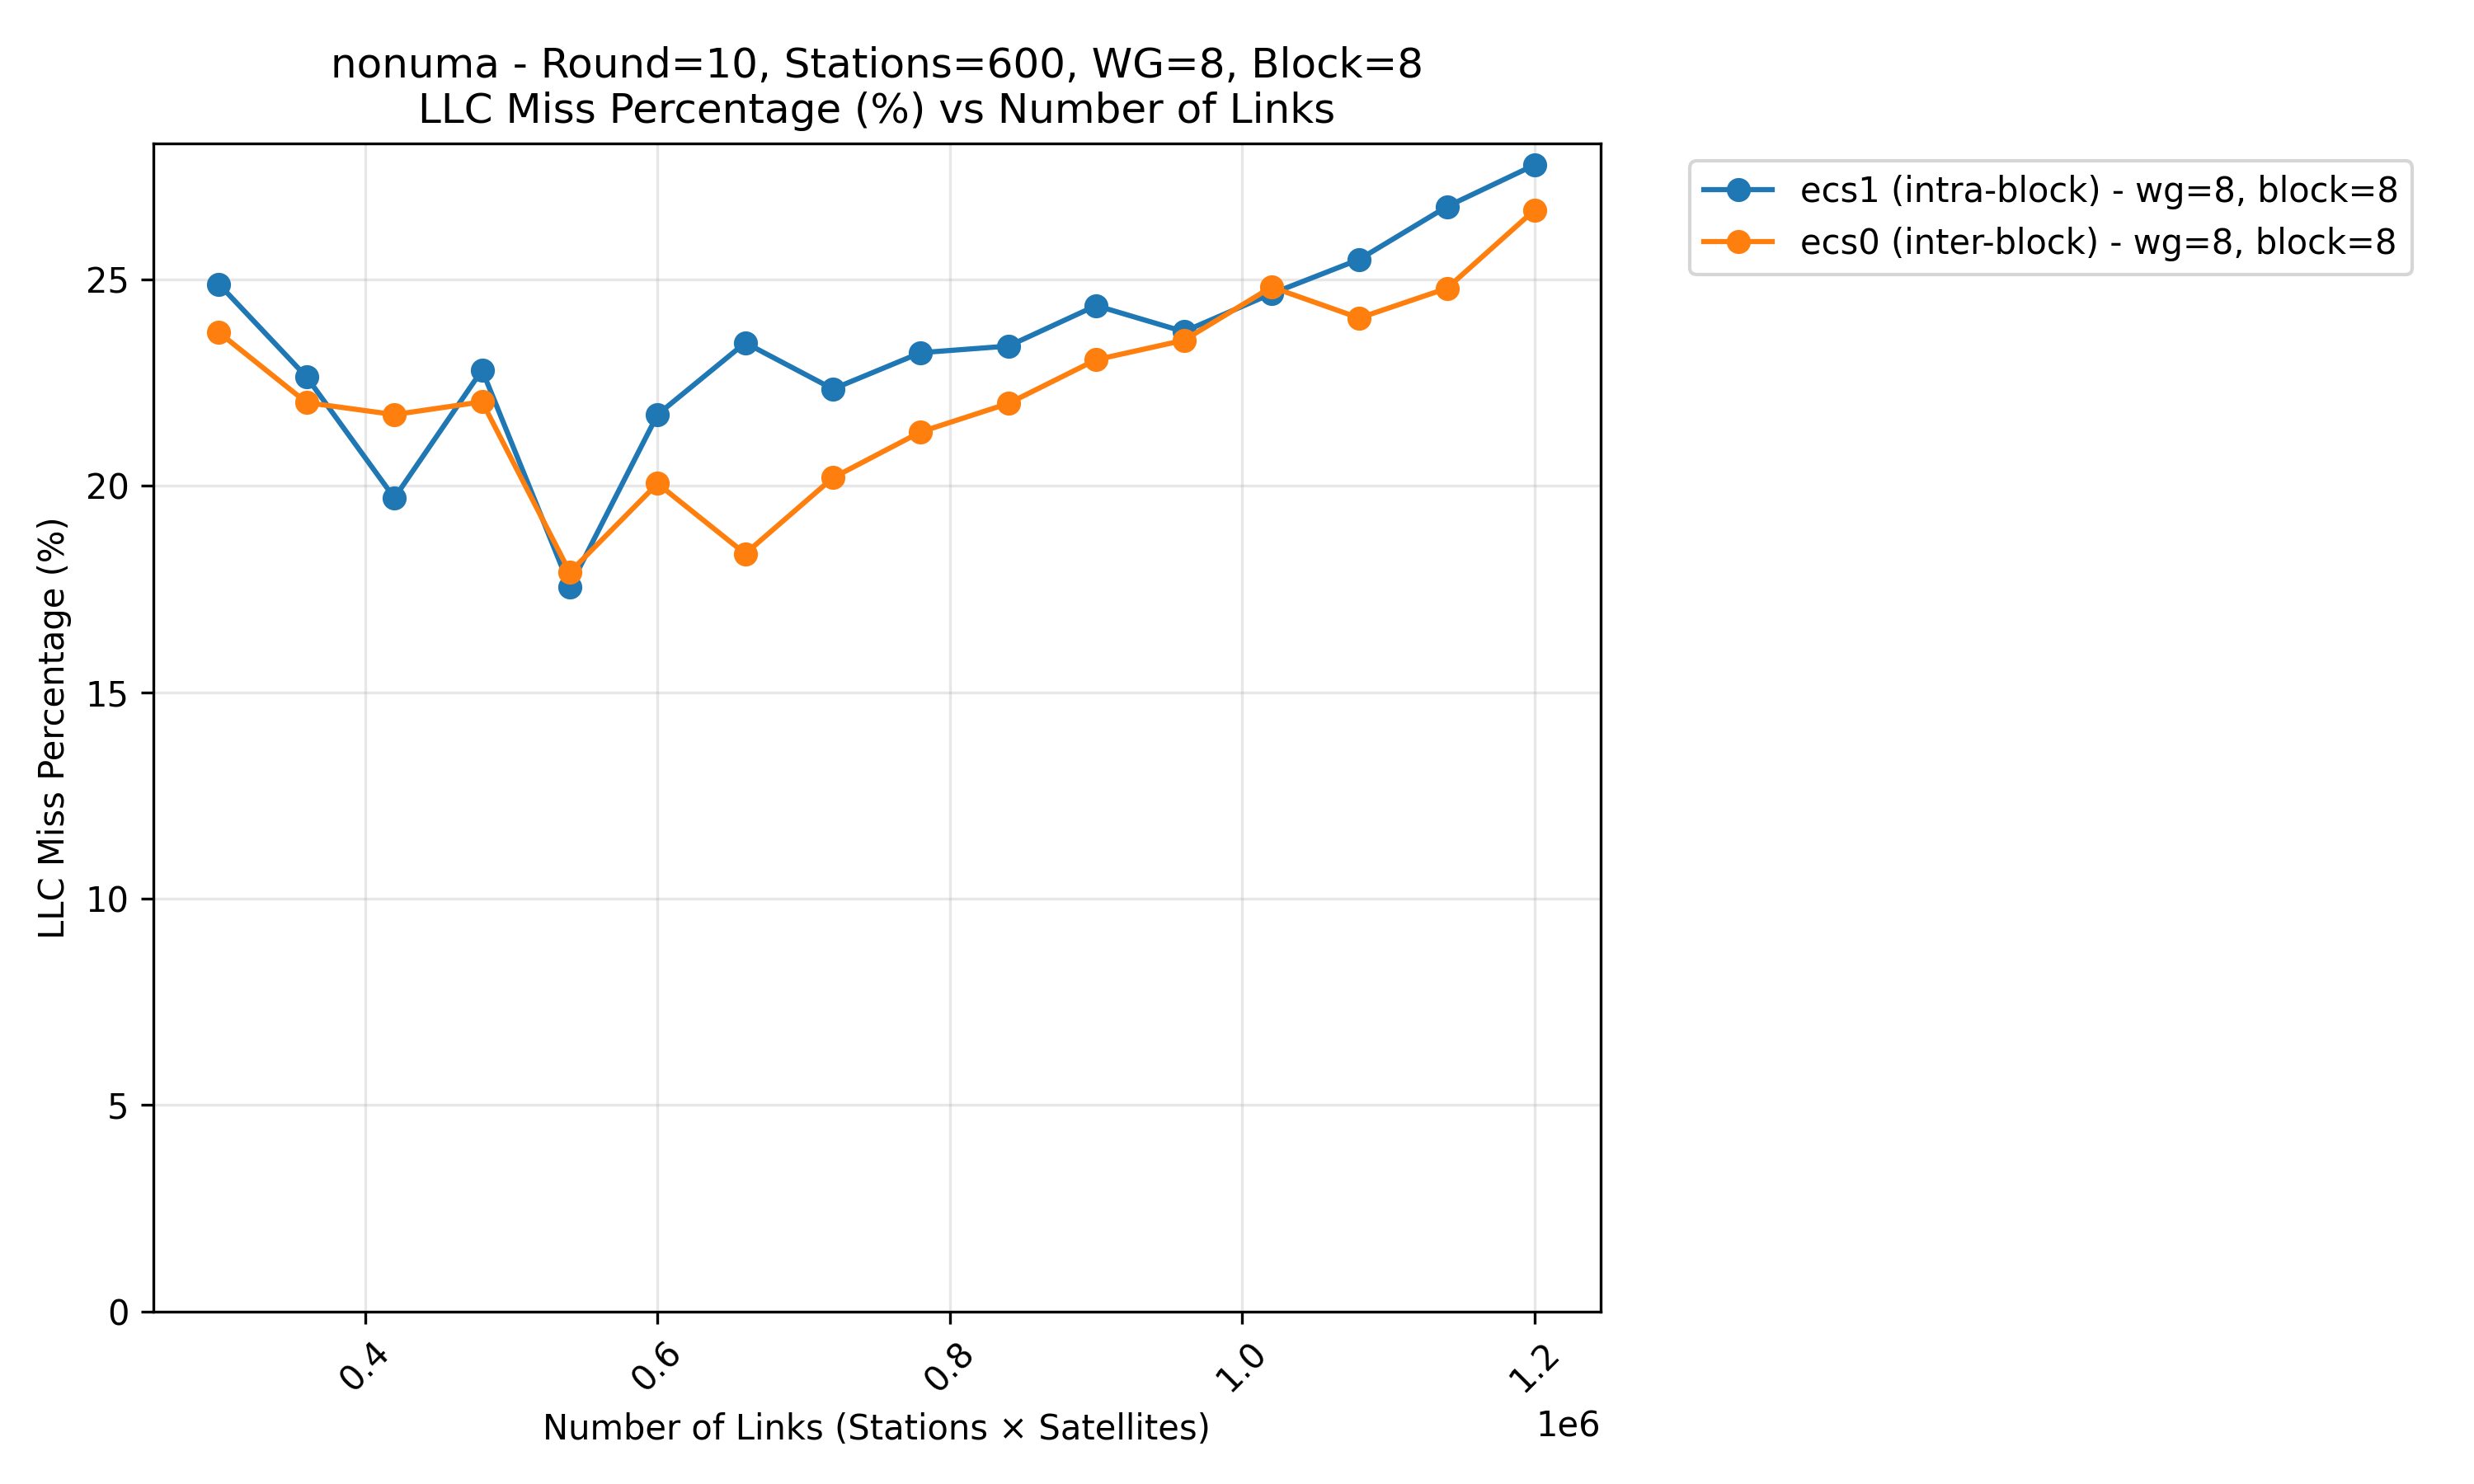 nonuma - Round=10, Stations=600, WG=8, Block=8
LLC Miss Percentage (%) vs Number of Links
ecs1 (intra-block) - wg=8, block=8
ecs0 (inter-block) - wg=8, block=8
LLC Miss Percentage (%)
25
20
15
10
5
0
0.4
0.6
0.8
1.0
1.2
1e6
Number of Links (Stations × Satellites)